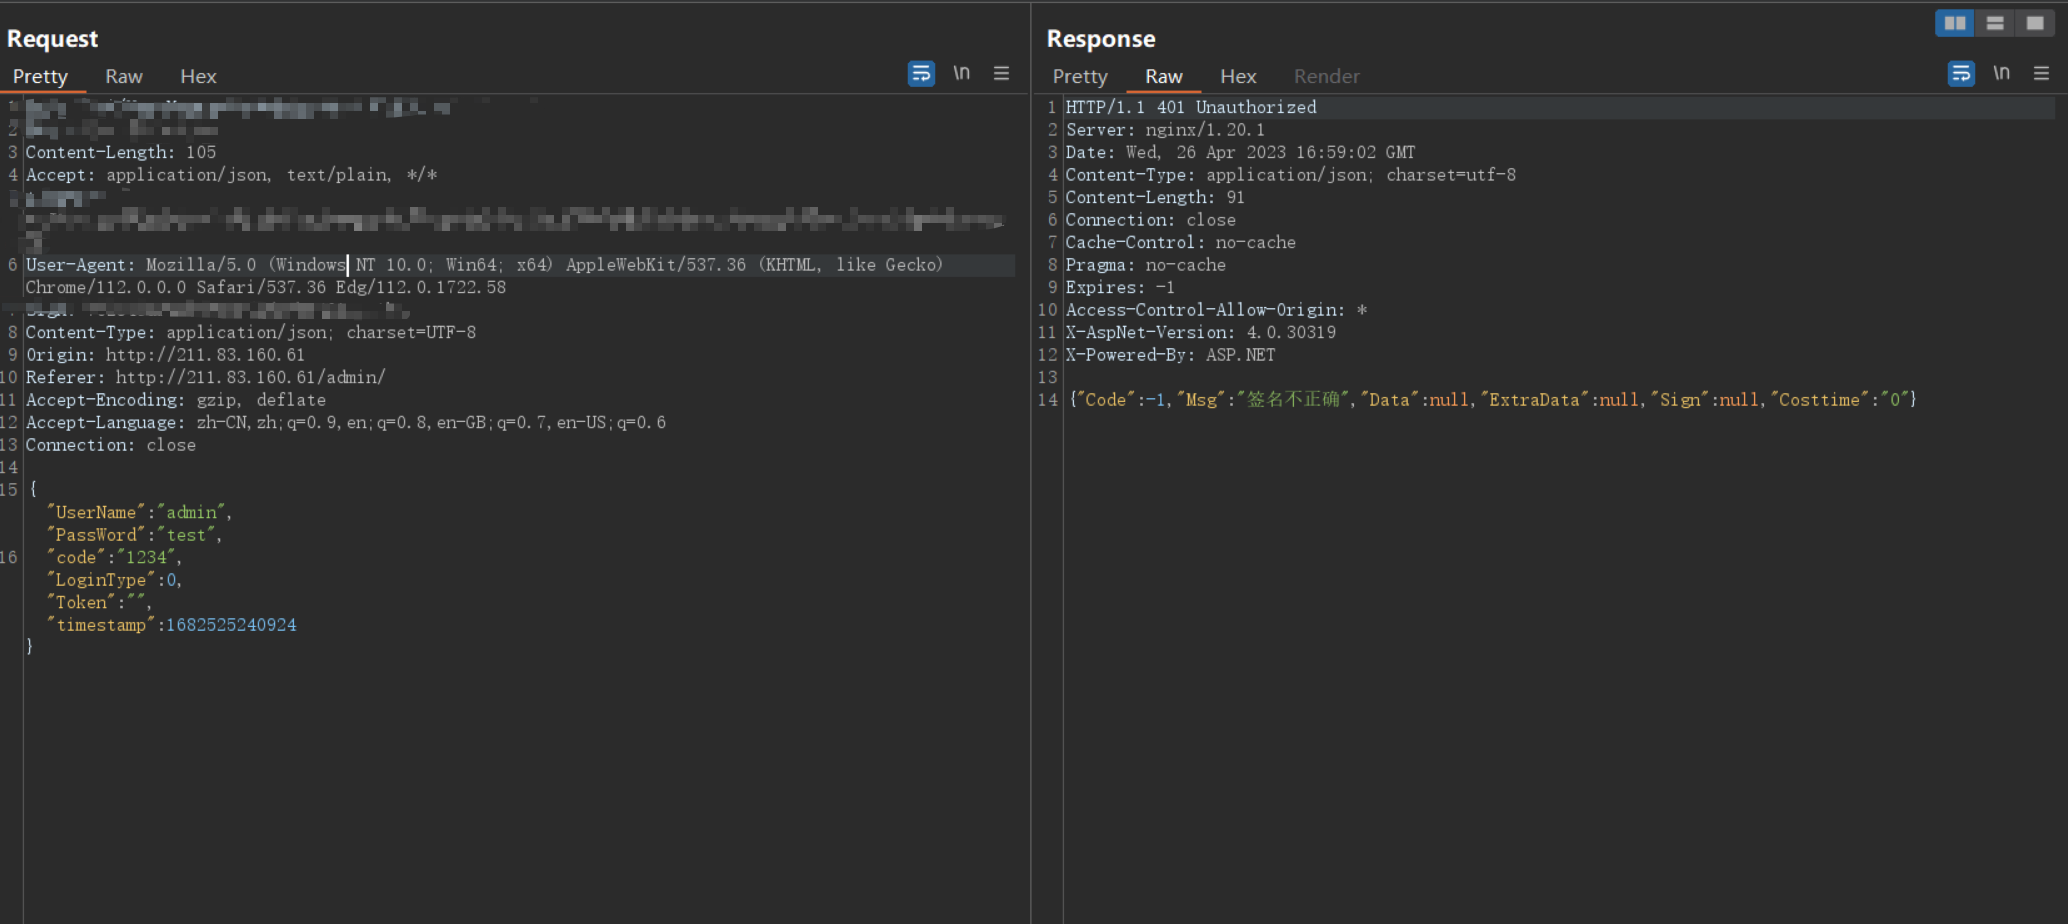 Request
Pretty Raw Hex
\n
3 Content-Length: 105
4 Accept: application/json, text/plain, */*
6 User-Agent: Mozilla/5.0 (Windows NT 10.0; Win64; x64) AppleWebKit/537.36 (KHTML, like Gecko)
Chrome/112.0.0.0 Safari/537.36 Edg/112.0.1722.58
8 Content-Type: application/json; charset=UTF-8
9 Origin: http://211.83.160.61
10 Referer: http://211.83.160.61/admin/
11 Accept-Encoding: gzip, deflate
12 Accept-Language: zh-CN,zh;q=0.9,en;q=0.8,en-GB;q=0.7,en-US;q=0.6
13 Connection: close
14
15 {
"UserName":"admin",
"PassWord":"test",
16 "code":"1234",
"LoginType":0,
"Token":"",
"timestamp":1682525240924
}
Response
Pretty Raw Hex Render
\n
1 HTTP/1.1 401 Unauthorized
2 Server: nginx/1.20.1
3 Date: Wed, 26 Apr 2023 16:59:02 GMT
4 Content-Type: application/json; charset=utf-8
5 Content-Length: 91
6 Connection: close
7 Cache-Control: no-cache
8 Pragma: no-cache
9 Expires: -1
10 Access-Control-Allow-Origin: *
11 X-AspNet-Version: 4.0.30319
12 X-Powered-By: ASP.NET
13
14 {"Code":-1,"Msg":"签名不正确","Data":null,"ExtraData":null,"Sign":null,"Costtime":"0"}